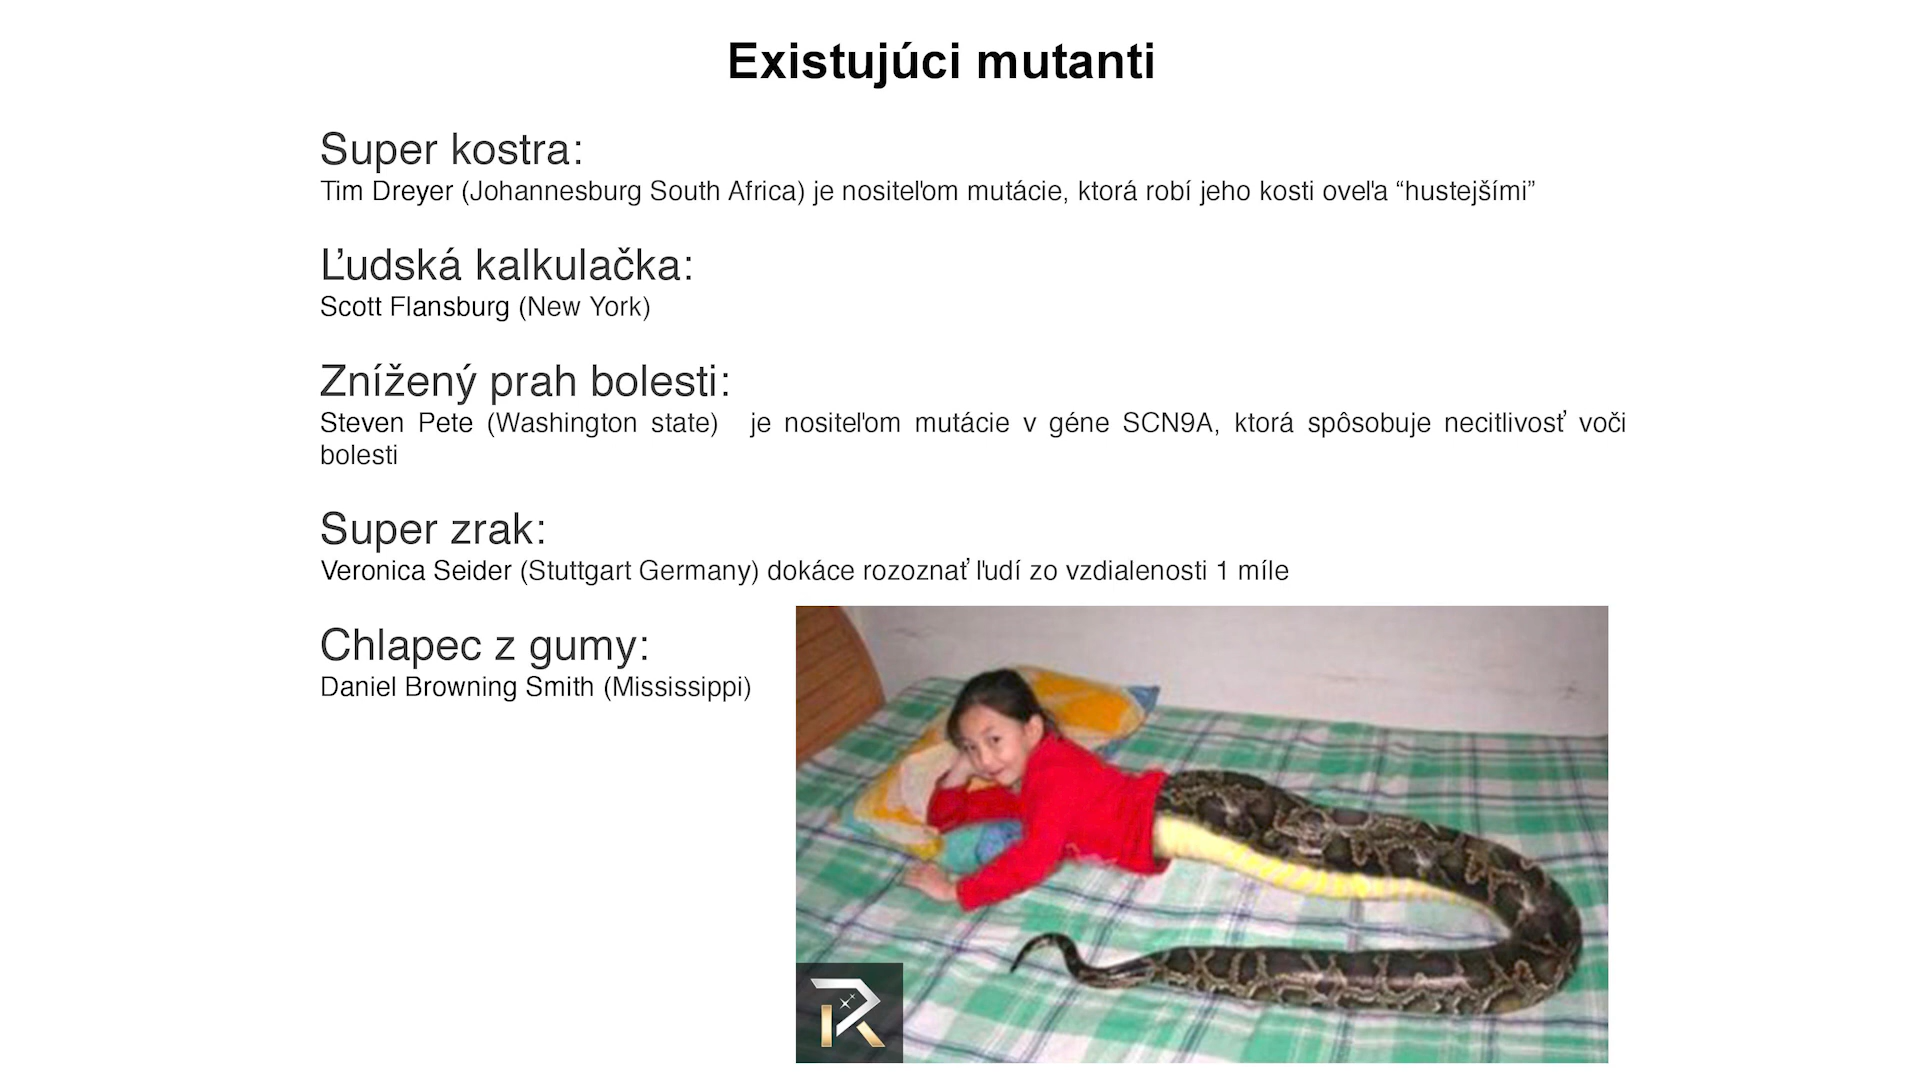 Existujúci mutanti
Super kostra:
Tim Dreyer (Johannesburg South Africa) je nositeľom mutácie, ktorá robí jeho kosti oveľa “hustejšími”
Ľudská kalkulačka:
Scott Flansburg (New York)
Znížený prah bolesti:
Steven Pete (Washington state) je nositeľom mutácie v géne SCN9A, ktorá spôsobuje necitlivosť voči
bolesti
Super zrak:
Veronica Seider (Stuttgart Germany) dokáce rozoznať ľudí zo vzdialenosti 1 míle
Chlapec z gumy:
Daniel Browning Smith (Mississippi)
R